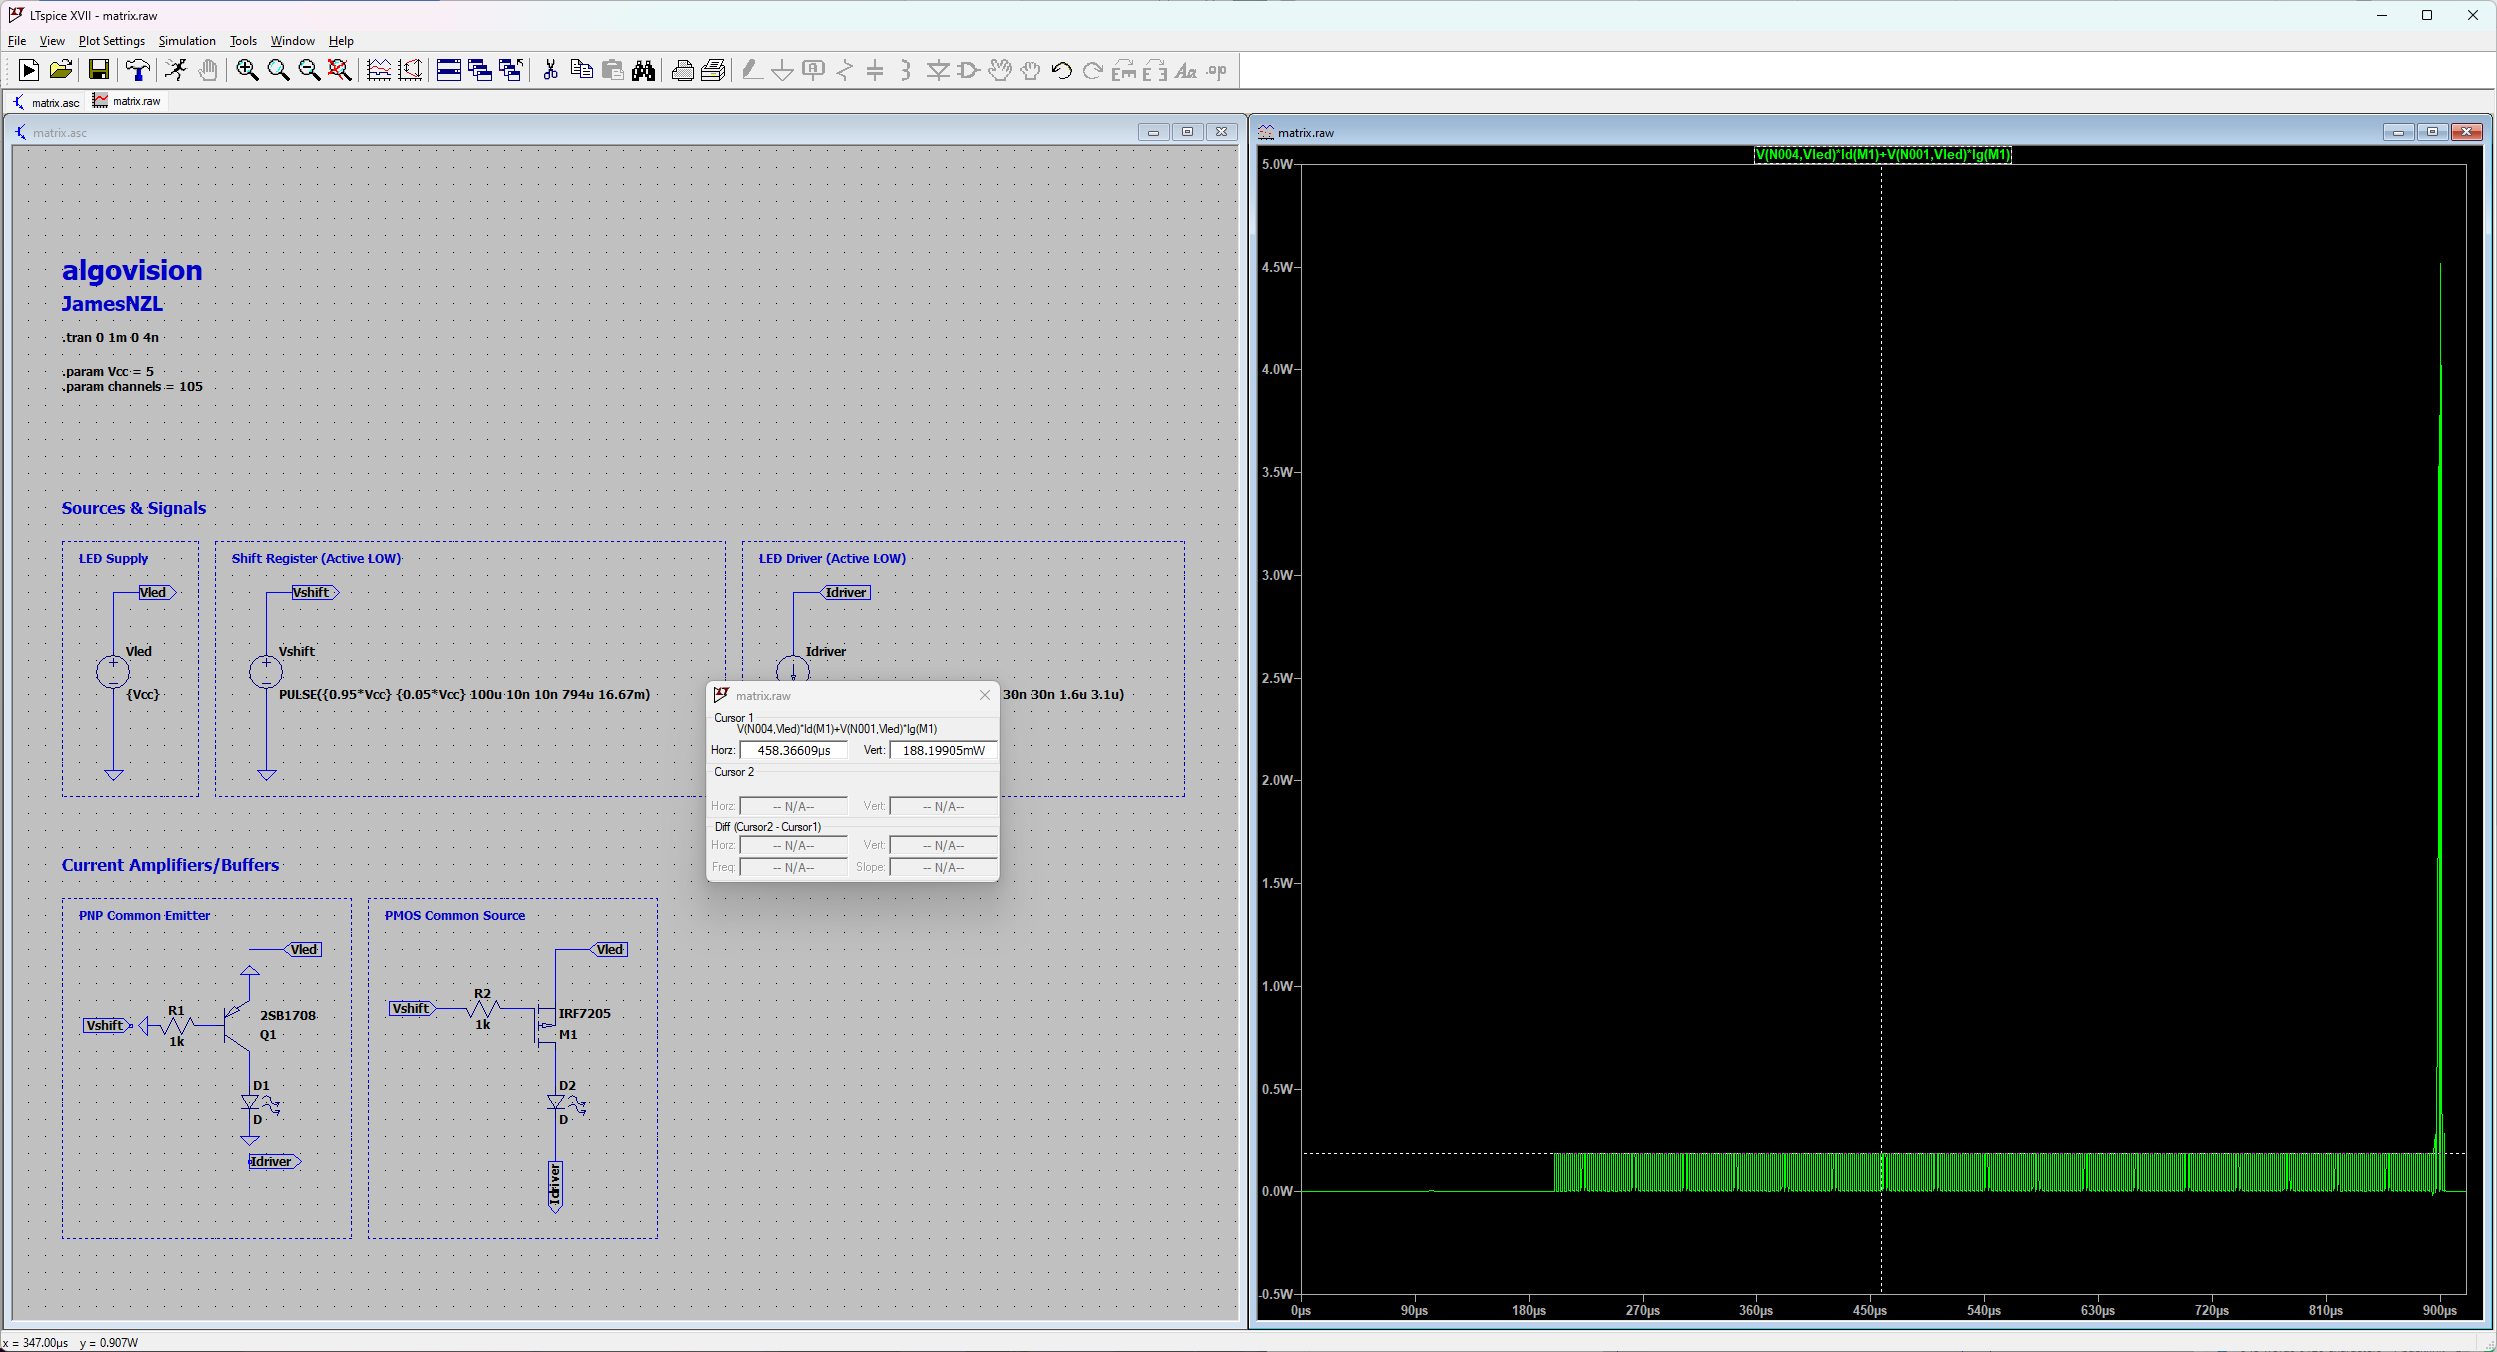 LTspice XVII - matrix.raw
File View Plot Settings Simulation Tools Window Help
matrix.asc matrix.raw
matrix.asc
algovision
JamesNZL
.tran 0 1m 0 4n
.param Vcc = 5
.param channels = 105
Sources & Signals
LED Supply
Vled
Vled
{Vcc}
Shift Register (Active LOW)
Vshift
Vshift
PULSE({0.95*Vcc} {0.05*Vcc} 100u 10n 10n 794u 16.67m)
LED Driver (Active LOW)
Idriver
Idriver
30n 30n 1.6u 3.1u)
matrix.raw
Cursor 1
V(N004,Vled)*Id(M1)+V(N001,Vled)*Ig(M1)
Horz: 458.36609µs Vert: 188.19905mW
Cursor 2
Horz: -- N/A-- Vert: -- N/A--
Diff (Cursor2 - Cursor1)
Horz: -- N/A-- Vert: -- N/A--
Freq: -- N/A-- Slope: -- N/A--
Current Amplifiers/Buffers
PNP Common Emitter
Vled
Vshift
R1
1k
2SB1708
Q1
D1
D
Idriver
PMOS Common Source
Vled
Vshift
R2
1k
IRF7205
M1
D2
D
Idriver
matrix.raw
V(N004,Vled)*Id(M1)+V(N001,Vled)*Ig(M1)
5.0W
4.5W
4.0W
3.5W
3.0W
2.5W
2.0W
1.5W
1.0W
0.5W
0.0W
-0.5W
0µs 90µs 180µs 270µs 360µs 450µs 540µs 630µs 720µs 810µs 900µs
x = 347.00µs y = 0.907W